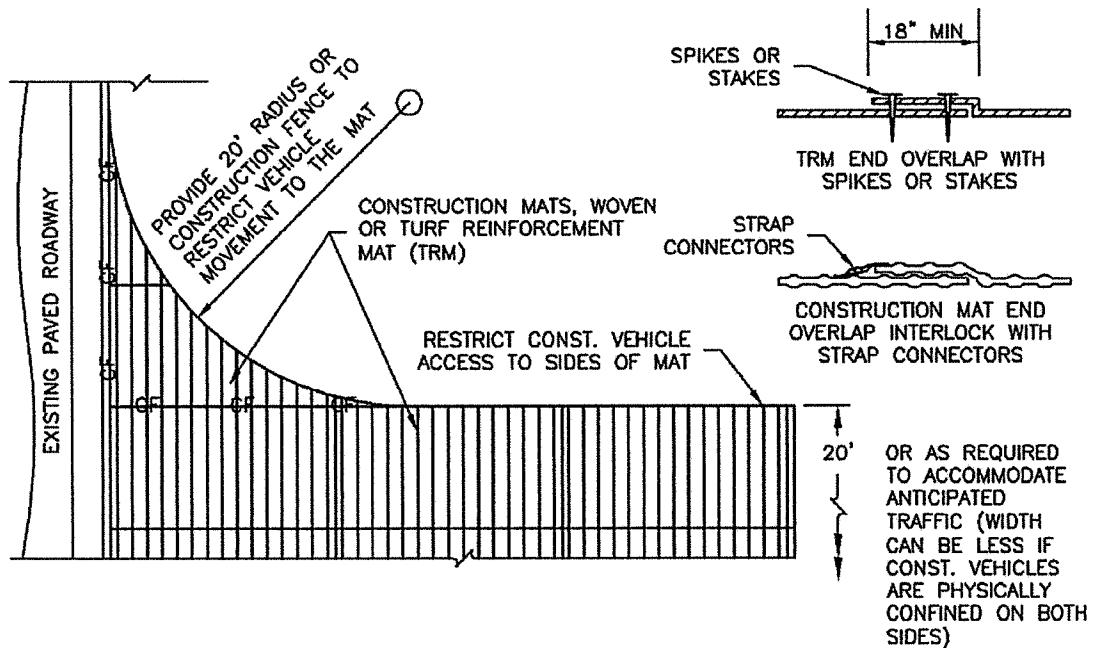 PROVIDE 20' RADIUS OR
CONSTRUCTION FENCE TO
RESTRICT VEHICLE
MOVEMENT TO THE MAT
EXISTING PAVED ROADWAY
CF
CF
CF
CF
CF
CF
CONSTRUCTION MATS, WOVEN
OR TURF REINFORCEMENT
MAT (TRM)
RESTRICT CONST. VEHICLE
ACCESS TO SIDES OF MAT
18" MIN
SPIKES OR
STAKES
TRM END OVERLAP WITH
SPIKES OR STAKES
STRAP
CONNECTORS
CONSTRUCTION MAT END
OVERLAP INTERLOCK WITH
STRAP CONNECTORS
20' OR AS REQUIRED
TO ACCOMMODATE
ANTICIPATED
TRAFFIC (WIDTH
CAN BE LESS IF
CONST. VEHICLES
ARE PHYSICALLY
CONFINED ON BOTH
SIDES)